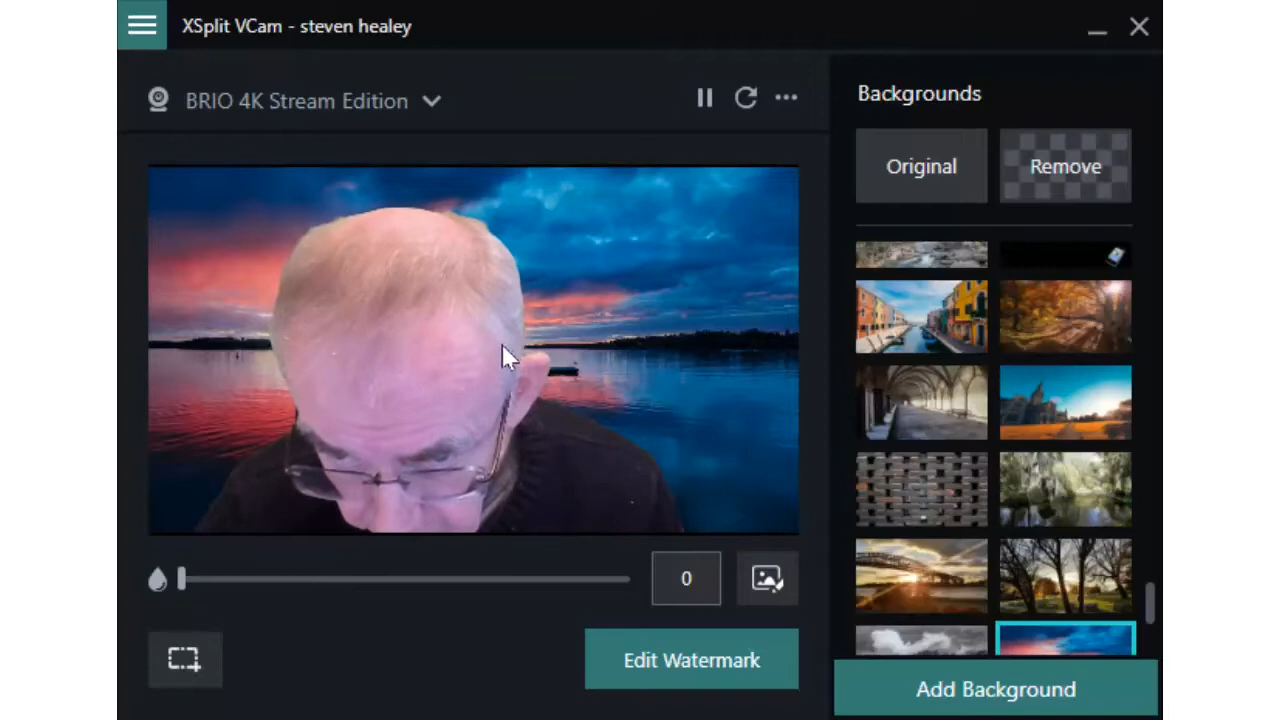 XSplit VCam - steven healey
BRIO 4K Stream Edition
Backgrounds
Original
Remove
0
Edit Watermark
Add Background